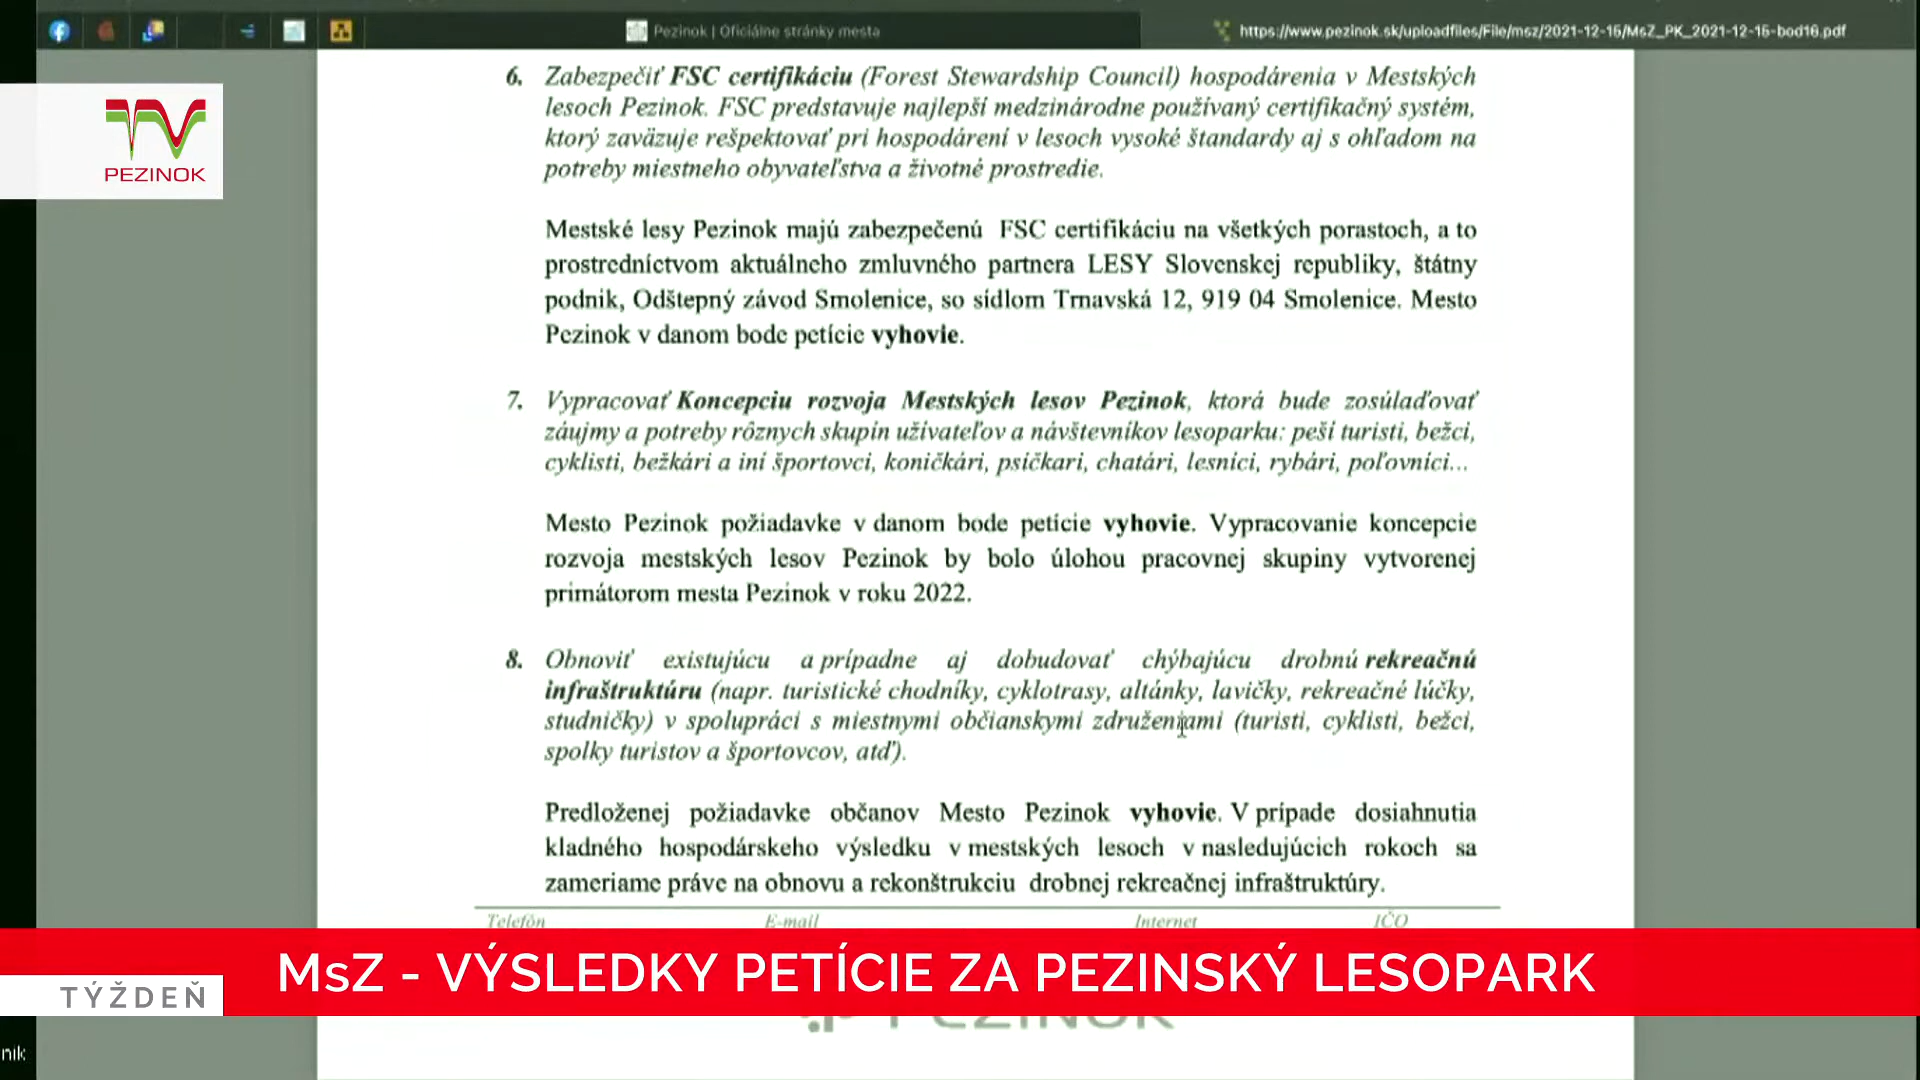 Pezinok | Oficiálne stránky mesta
https://www.pezinok.sk/uploadfiles/File/msz/2021-12-15/MsZ_PK_2021-12-15-bod16.pdf
TV
PEZINOK
6. Zabezpečiť FSC certifikáciu (Forest Stewardship Council) hospodárenia v Mestských
lesoch Pezinok. FSC predstavuje najlepší medzinárodne používaný certifikačný systém,
ktorý zaväzuje rešpektovať pri hospodárení v lesoch vysoké štandardy aj s ohľadom na
potreby miestneho obyvateľstva a životné prostredie.
Mestské lesy Pezinok majú zabezpečenú FSC certifikáciu na všetkých porastoch, a to
prostredníctvom aktuálneho zmluvného partnera LESY Slovenskej republiky, štátny
podnik, Odštepný závod Smolenice, so sídlom Trnavská 12, 919 04 Smolenice. Mesto
Pezinok v danom bode petície vyhovie.
7. Vypracovať Koncepciu rozvoja Mestských lesov Pezinok, ktorá bude zosúlaďovať
záujmy a potreby rôznych skupín užívateľov a návštevníkov lesoparku: peší turisti, bežci,
cyklisti, bežkári a iní športovci, koničkári, psíčkari, chatári, lesníci, rybári, poľovníci...
Mesto Pezinok požiadavke v danom bode petície vyhovie. Vypracovanie koncepcie
rozvoja mestských lesov Pezinok by bolo úlohou pracovnej skupiny vytvorenej
primátorom mesta Pezinok v roku 2022.
8. Obnoviť existujúcu a prípadne aj dobudovať chýbajúcu drobnú rekreačnú
infraštruktúru (napr. turistické chodníky, cyklotrasy, altánky, lavičky, rekreačné lúčky,
studničky) v spolupráci s miestnymi občianskymi združeniami (turisti, cyklisti, bežci,
spolky turistov a športovcov, atď).
Predloženej požiadavke občanov Mesto Pezinok vyhovie. V prípade dosiahnutia
kladného hospodárskeho výsledku v mestských lesoch v nasledujúcich rokoch sa
zameriame práve na obnovu a rekonštrukciu drobnej rekreačnej infraštruktúry.
Telefón E-mail Internet IČO
MsZ - VÝSLEDKY PETÍCIE ZA PEZINSKÝ LESOPARK
TÝŽDEŇ
PEZINOK
nik